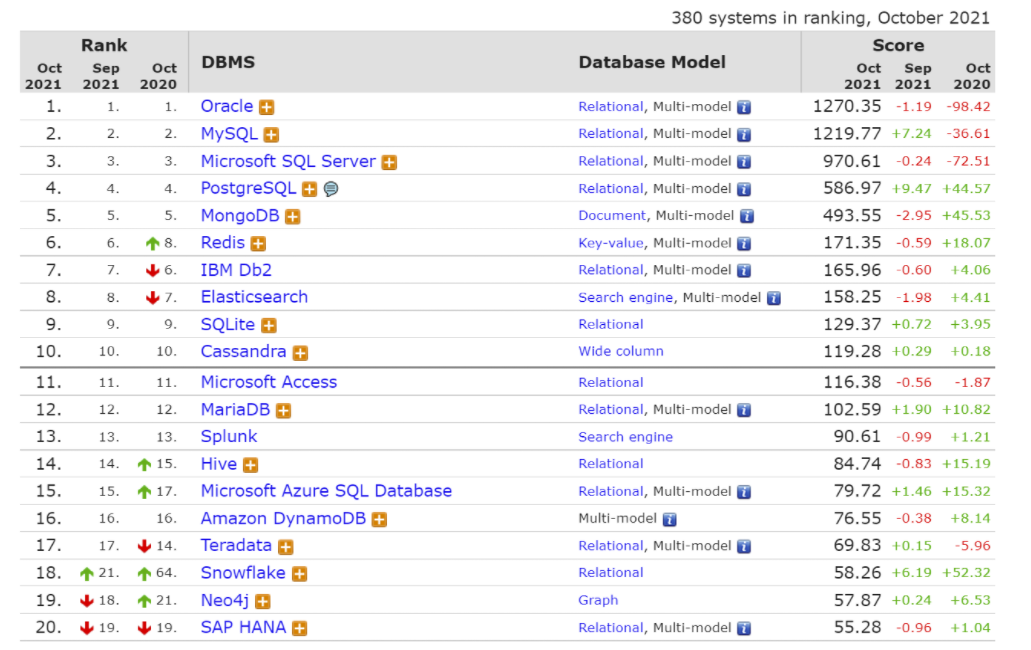 380 systems in ranking, October 2021
Rank DBMS Database Model Score
Oct 2021 Sep 2021 Oct 2020 Oct 2021 Sep 2021 Oct 2020
1. 1. 1. Oracle Relational, Multi-model 1270.35 -1.19 -98.42
2. 2. 2. MySQL Relational, Multi-model 1219.77 +7.24 -36.61
3. 3. 3. Microsoft SQL Server Relational, Multi-model 970.61 -0.24 -72.51
4. 4. 4. PostgreSQL Relational, Multi-model 586.97 +9.47 +44.57
5. 5. 5. MongoDB Document, Multi-model 493.55 -2.95 +45.53
6. 6. 8. Redis Key-value, Multi-model 171.35 -0.59 +18.07
7. 7. 6. IBM Db2 Relational, Multi-model 165.96 -0.60 +4.06
8. 8. 7. Elasticsearch Search engine, Multi-model 158.25 -1.98 +4.41
9. 9. 9. SQLite Relational 129.37 +0.72 +3.95
10. 10. 10. Cassandra Wide column 119.28 +0.29 +0.18
11. 11. 11. Microsoft Access Relational 116.38 -0.56 -1.87
12. 12. 12. MariaDB Relational, Multi-model 102.59 +1.90 +10.82
13. 13. 13. Splunk Search engine 90.61 -0.99 +1.21
14. 14. 15. Hive Relational 84.74 -0.83 +15.19
15. 15. 17. Microsoft Azure SQL Database Relational, Multi-model 79.72 +1.46 +15.32
16. 16. 16. Amazon DynamoDB Multi-model 76.55 -0.38 +8.14
17. 17. 14. Teradata Relational, Multi-model 69.83 +0.15 -5.96
18. 21. 64. Snowflake Relational 58.26 +6.19 +52.32
19. 18. 21. Neo4j Graph 57.87 +0.24 +6.53
20. 19. 19. SAP HANA Relational, Multi-model 55.28 -0.96 +1.04